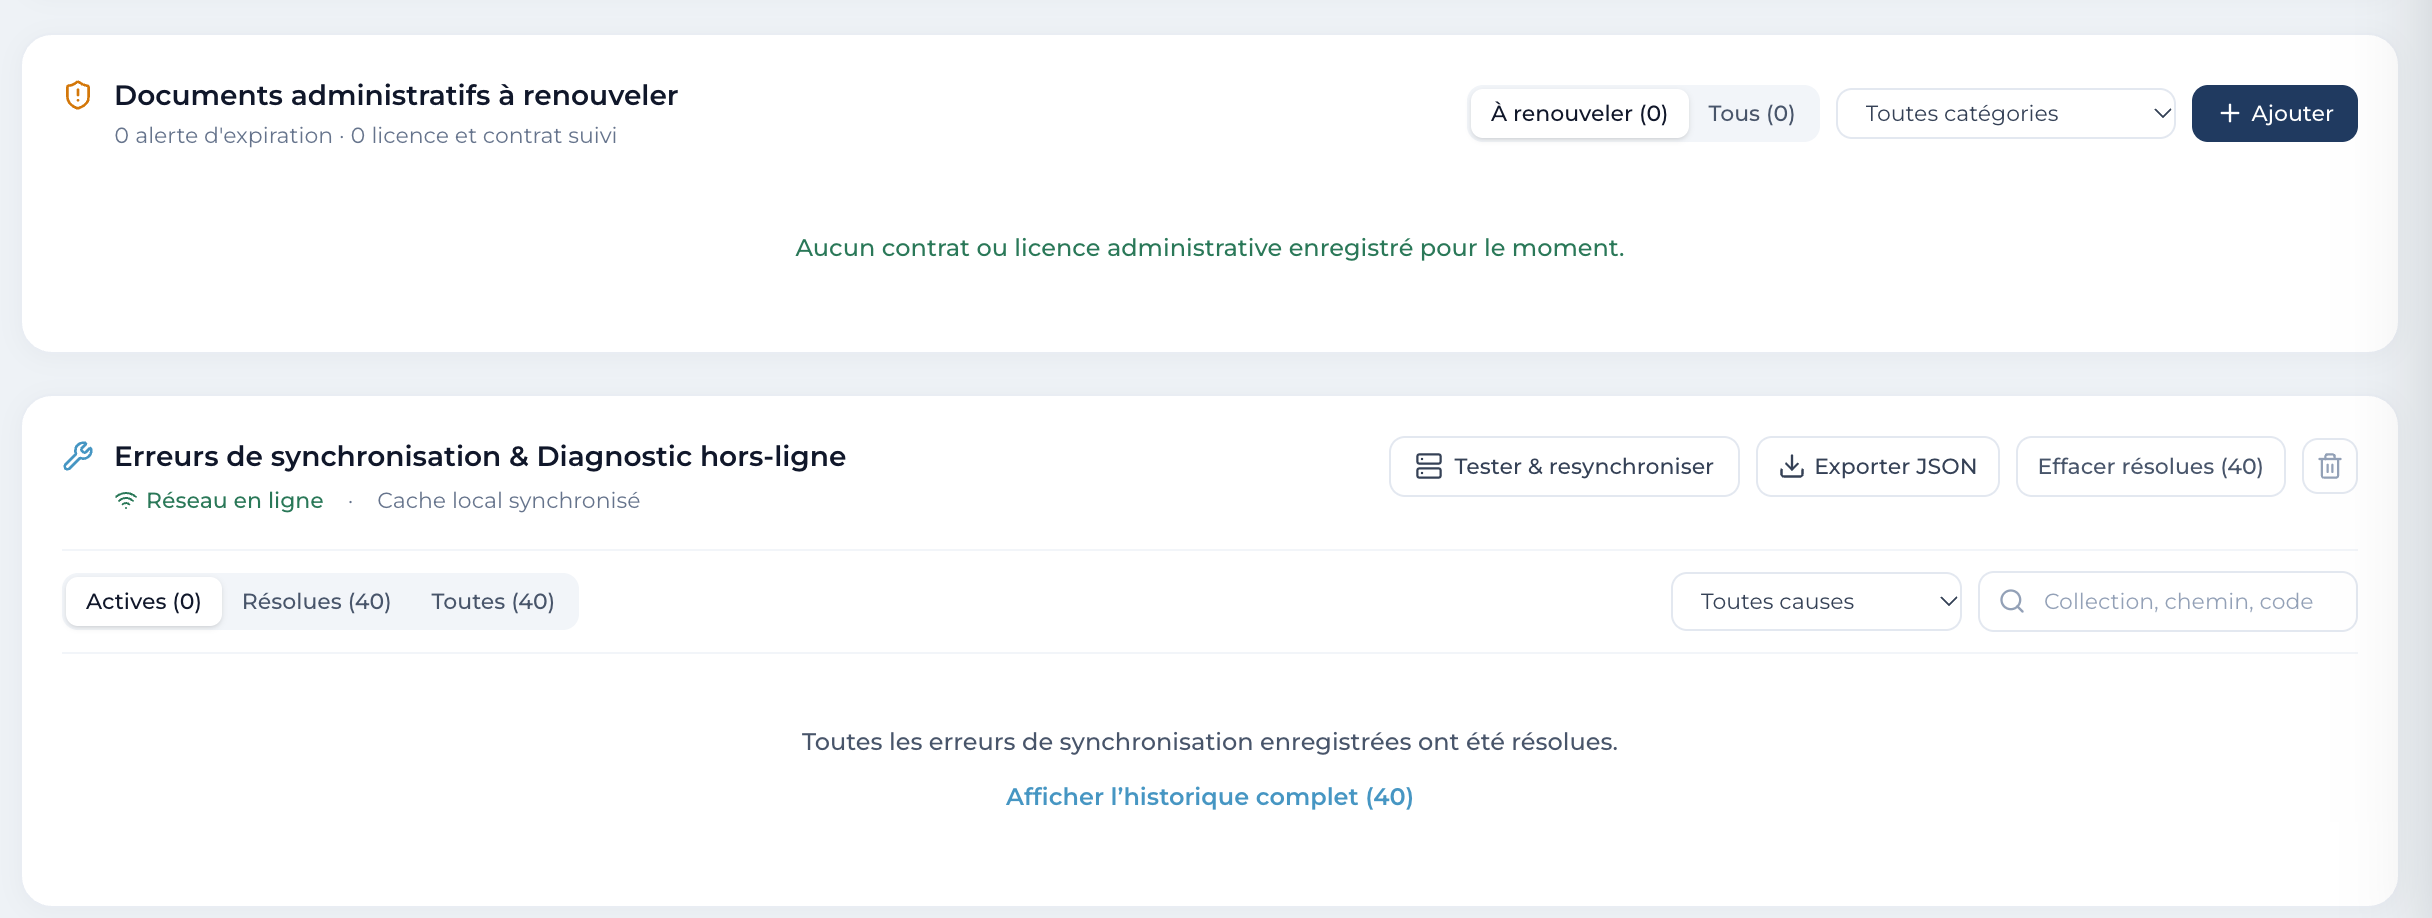 Documents administratifs à renouveler
0 alerte d'expiration · 0 licence et contrat suivi
À renouveler (0) Tous (0) Toutes catégories + Ajouter
Aucun contrat ou licence administrative enregistré pour le moment.
Erreurs de synchronisation & Diagnostic hors-ligne
Réseau en ligne · Cache local synchronisé
Tester & resynchroniser Exporter JSON Effacer résolues (40)
Actives (0) Résolues (40) Toutes (40) Toutes causes Collection, chemin, code
Toutes les erreurs de synchronisation enregistrées ont été résolues.
Afficher l’historique complet (40)